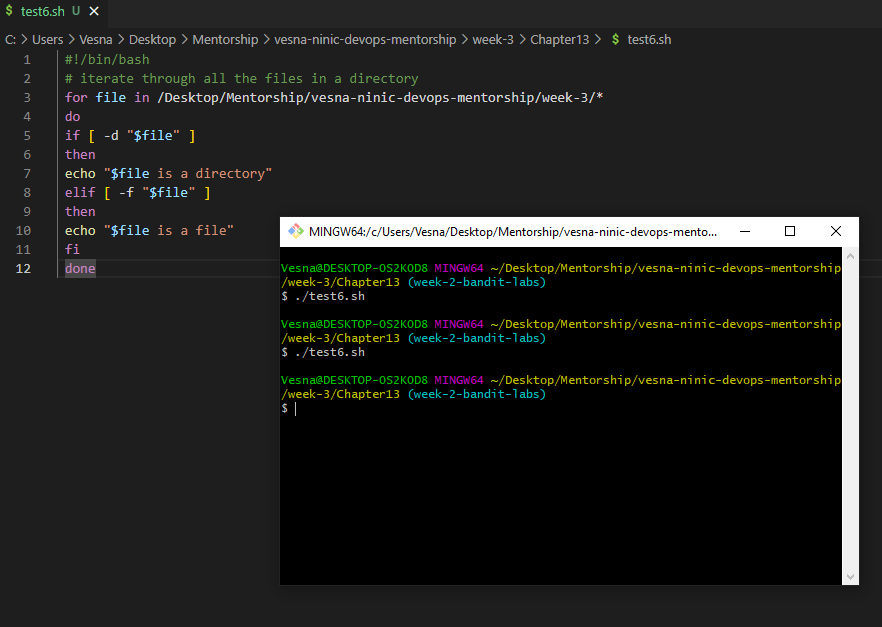 $ test6.sh U ×
C: > Users > Vesna > Desktop > Mentorship > vesna-ninic-devops-mentorship > week-3 > Chapter13 > $ test6.sh
1 #!/bin/bash
2 # iterate through all the files in a directory
3 for file in /Desktop/Mentorship/vesna-ninic-devops-mentorship/week-3/*
4 do
5 if [ -d "$file" ]
6 then
7 echo "$file is a directory"
8 elif [ -f "$file" ]
9 then
10 echo "$file is a file"
11 fi
12 done
MINGW64:/c/Users/Vesna/Desktop/Mentorship/vesna-ninic-devops-mento...
Vesna@DESKTOP-OS2KOD8 MINGW64 ~/Desktop/Mentorship/vesna-ninic-devops-mentorship
/week-3/Chapter13 (week-2-bandit-labs)
$ ./test6.sh
Vesna@DESKTOP-OS2KOD8 MINGW64 ~/Desktop/Mentorship/vesna-ninic-devops-mentorship
/week-3/Chapter13 (week-2-bandit-labs)
$ ./test6.sh
Vesna@DESKTOP-OS2KOD8 MINGW64 ~/Desktop/Mentorship/vesna-ninic-devops-mentorship
/week-3/Chapter13 (week-2-bandit-labs)
$